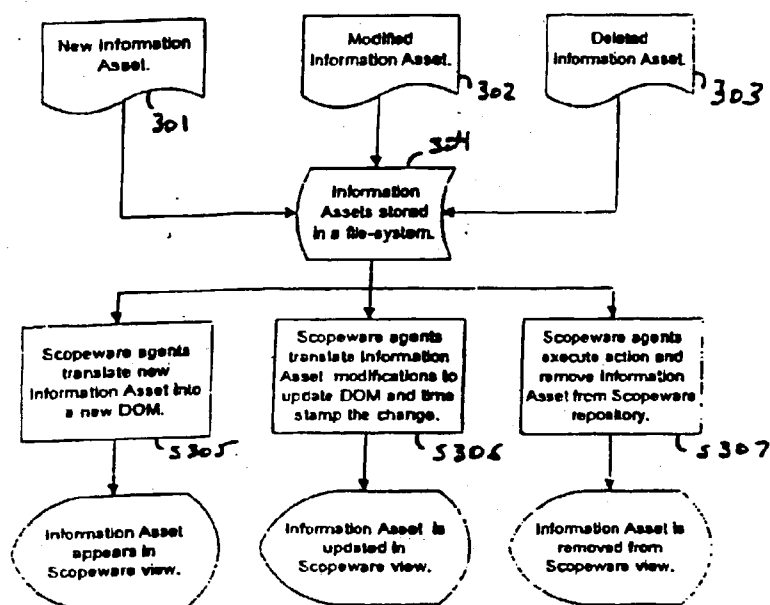 New Information
Asset.
301
Modified
Information Asset.
302
Deleted
Information Asset.
303
304
Information
Assets stored
in a file-system.
Scopeware agents
translate new
Information Asset into
a new DOM.
S305
Scopeware agents
translate Information
Asset modifications to
update DOM and time
stamp the change.
S306
Scopeware agents
execute action and
remove Information
Asset from Scopeware
repository.
S307
Information Asset
appears in
Scopeware view.
Information Asset is
updated in
Scopeware view.
Information Asset is
removed from
Scopeware view.